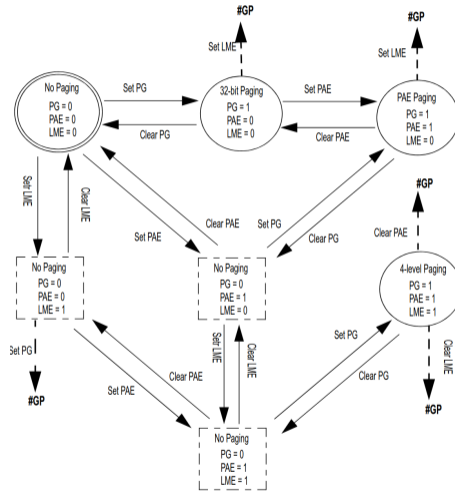 #GP
#GP
Set LME
Set LME
No Paging
PG = 0
PAE = 0
LME = 0
Set PG
Clear PG
32-bit Paging
PG = 1
PAE = 0
LME = 0
Set PAE
Clear PAE
PAE Paging
PG = 1
PAE = 1
LME = 0
Setr LME
Clear LME
Set PAE
Clear PAE
Set PG
Clear PG
#GP
Clear PAE
No Paging
PG = 0
PAE = 0
LME = 1
No Paging
PG = 0
PAE = 1
LME = 0
4-level Paging
PG = 1
PAE = 1
LME = 1
Set PG
#GP
Set PAE
Clear PAE
Setr LME
Clear LME
Set PG
Clear PG
Clear LME
#GP
No Paging
PG = 0
PAE = 1
LME = 1